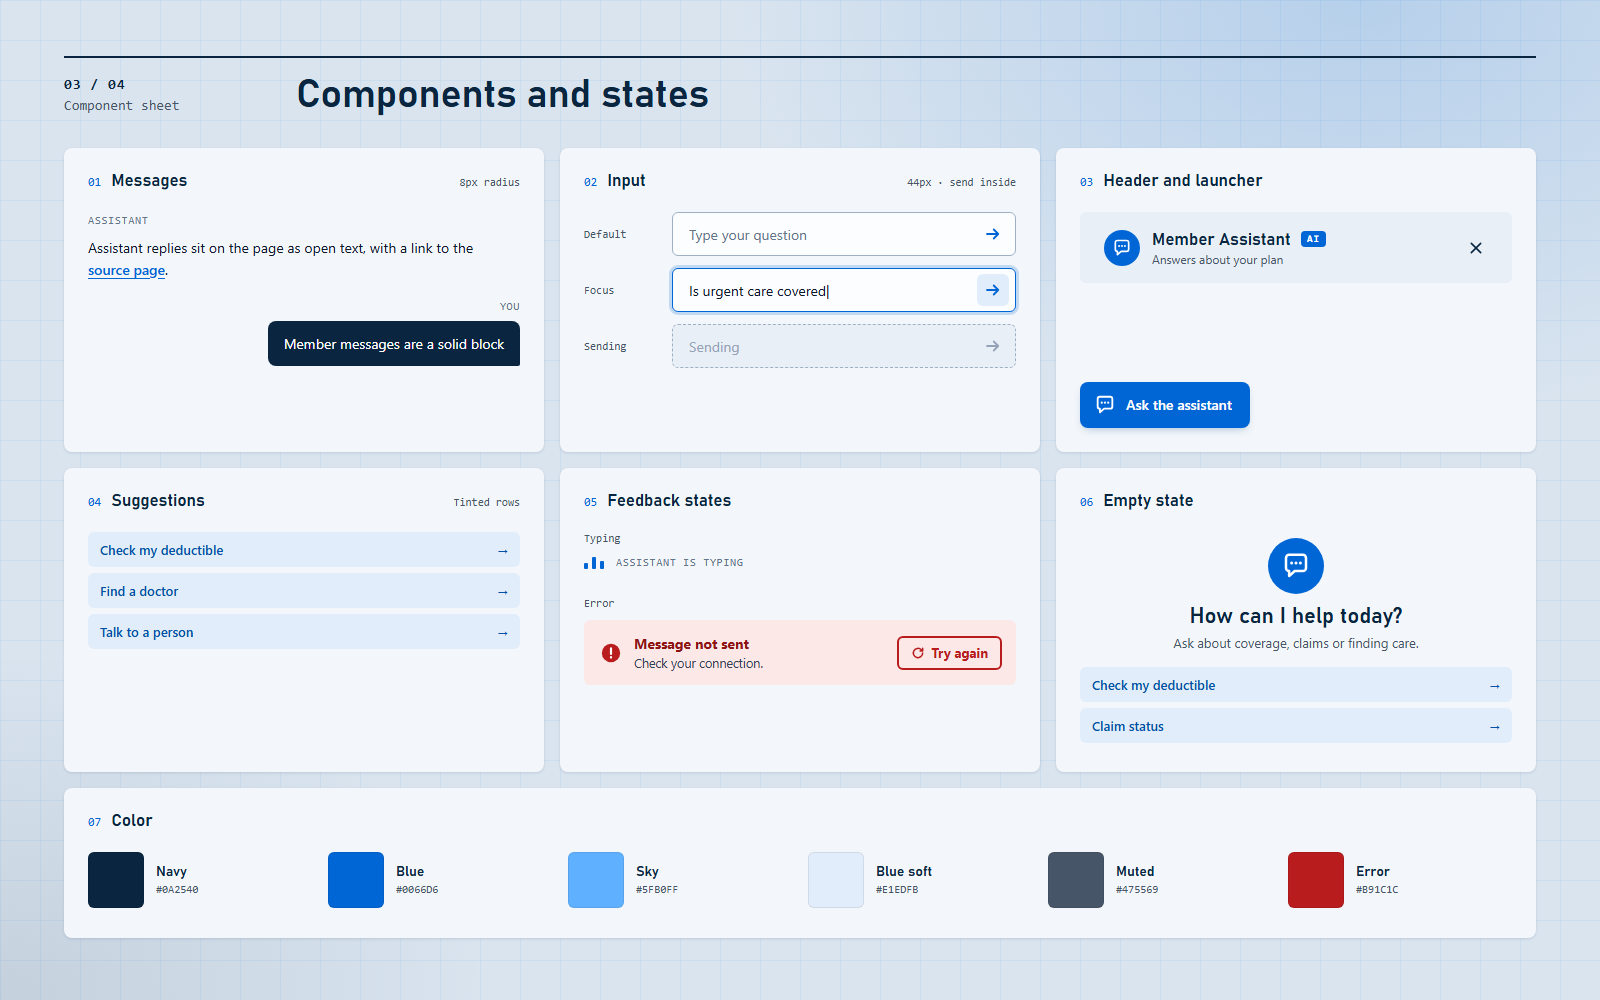 03 / 04
Component sheet
Components and states
01 Messages
8px radius
ASSISTANT
Assistant replies sit on the page as open text, with a link to the
source page.
YOU
Member messages are a solid block
02 Input
44px · send inside
Default
Type your question
Focus
Is urgent care covered
Sending
Sending
03 Header and launcher
Member Assistant AI
Answers about your plan
Ask the assistant
04 Suggestions
Tinted rows
Check my deductible →
Find a doctor →
Talk to a person →
05 Feedback states
Typing
ASSISTANT IS TYPING
Error
Message not sent
Check your connection.
Try again
06 Empty state
How can I help today?
Ask about coverage, claims or finding care.
Check my deductible →
Claim status →
07 Color
Navy
#0A2540
Blue
#0066D6
Sky
#5FB0FF
Blue soft
#E1EDFB
Muted
#475569
Error
#B91C1C